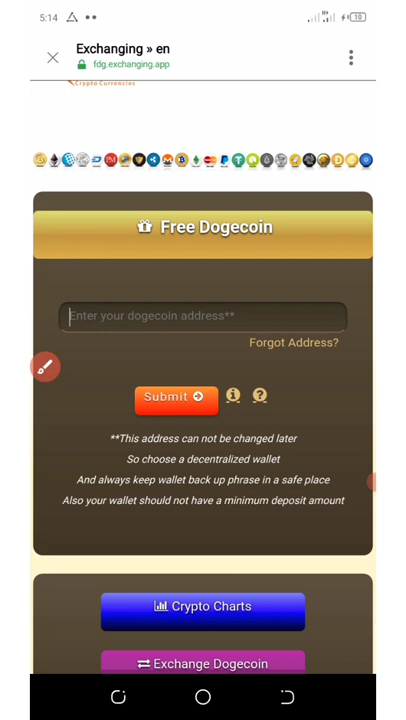 5:14
10
Exchanging » en
fdg.exchanging.app
Crypto Currencies
Free Dogecoin
Enter your dogecoin address**
Forgot Address?
Submit
**This address can not be changed later
So choose a decentralized wallet
And always keep wallet back up phrase in a safe place
Also your wallet should not have a minimum deposit amount
Crypto Charts
Exchange Dogecoin